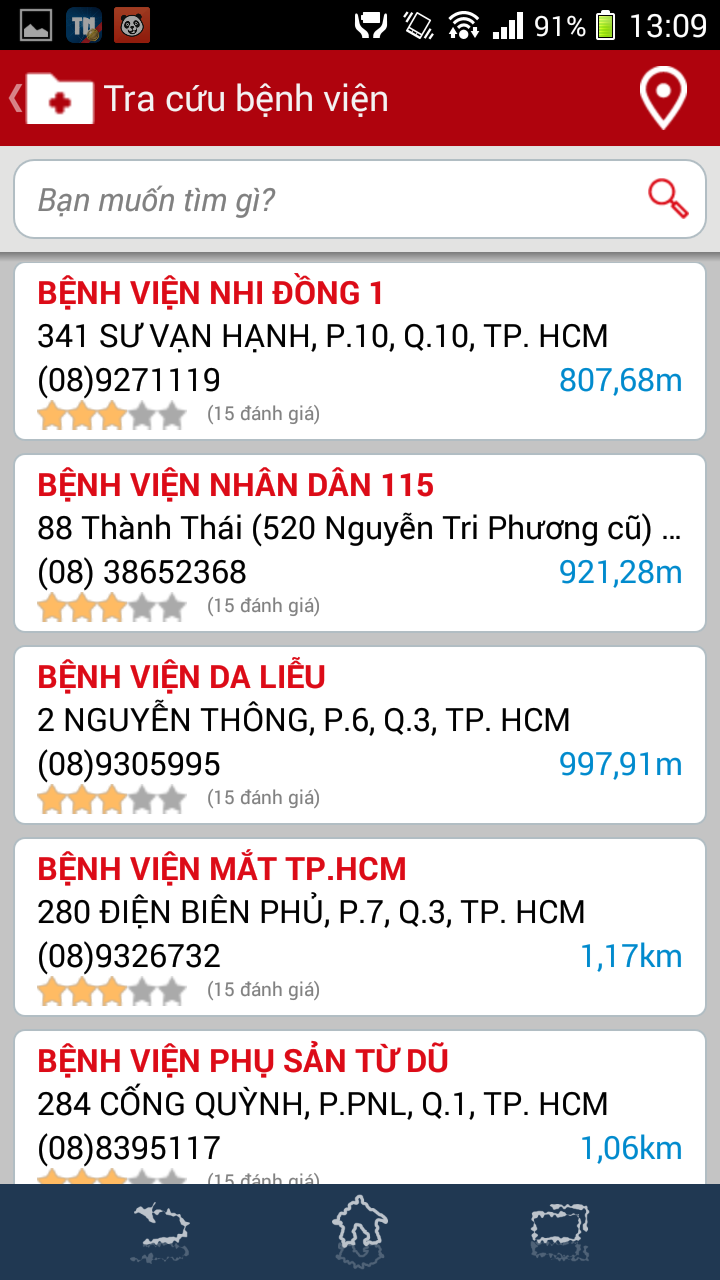 TM
91%
13:09
Tra cứu bệnh viện
Bạn muốn tìm gì?
BỆNH VIỆN NHI ĐỒNG 1
341 SƯ VẠN HẠNH, P.10, Q.10, TP. HCM
(08)9271119
807,68m
(15 đánh giá)
BỆNH VIỆN NHÂN DÂN 115
88 Thành Thái (520 Nguyễn Tri Phương cũ) ...
(08) 38652368
921,28m
(15 đánh giá)
BỆNH VIỆN DA LIỄU
2 NGUYỄN THÔNG, P.6, Q.3, TP. HCM
(08)9305995
997,91m
(15 đánh giá)
BỆNH VIỆN MẮT TP.HCM
280 ĐIỆN BIÊN PHỦ, P.7, Q.3, TP. HCM
(08)9326732
1,17km
(15 đánh giá)
BỆNH VIỆN PHỤ SẢN TỪ DŨ
284 CỐNG QUỲNH, P.PNL, Q.1, TP. HCM
(08)8395117
1,06km
(15 đánh giá)